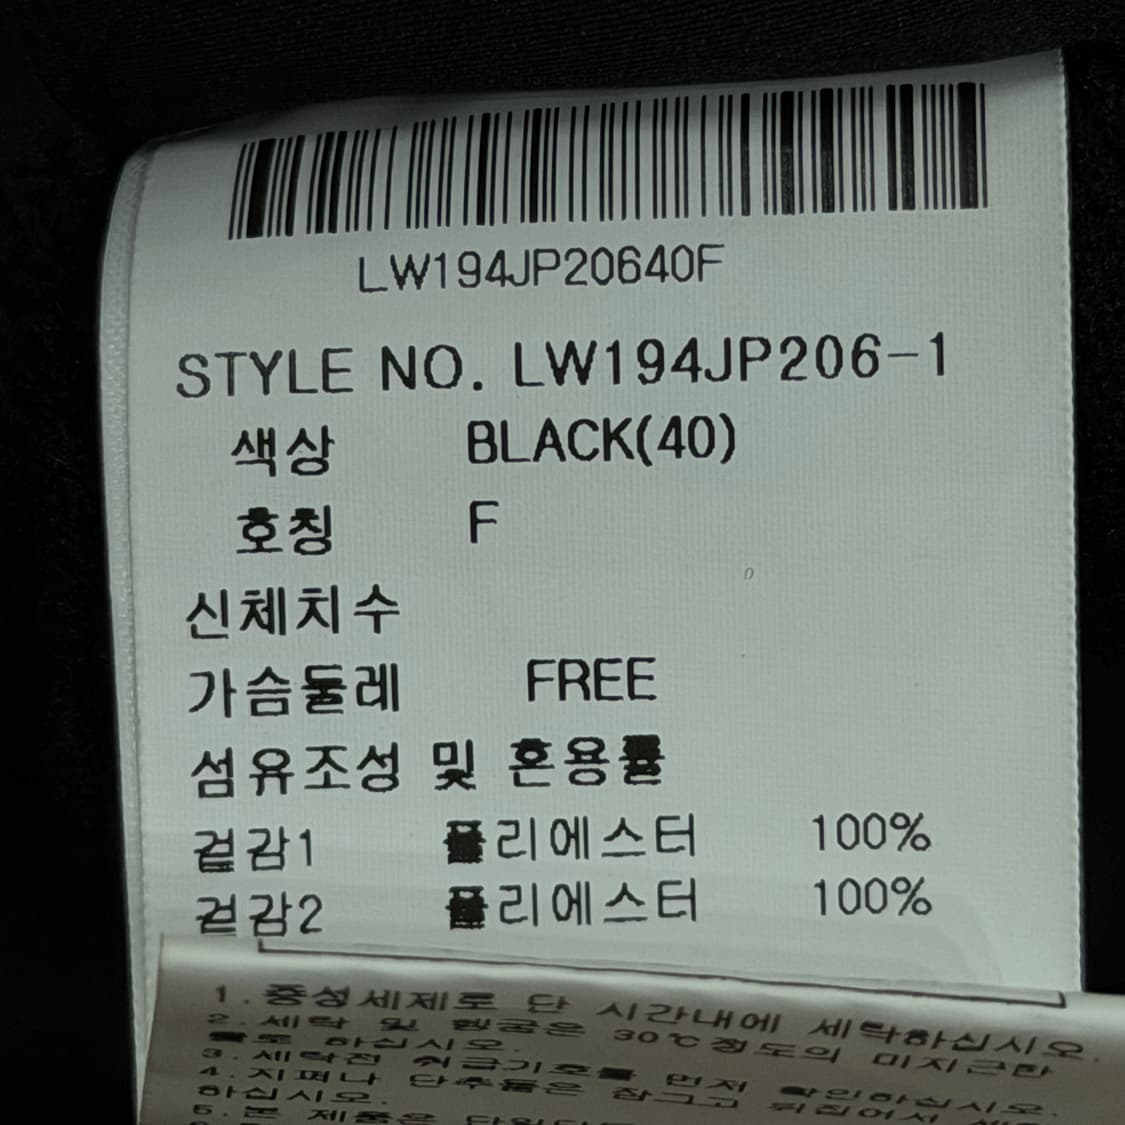 LW194JP20640F
STYLE NO. LW194JP206-1
색상 BLACK(40)
호칭 F
신체치수
가슴둘레 FREE
섬유조성 및 혼용률
겉감1 폴리에스터 100%
겉감2 폴리에스터 100%
1.중성세제로 단 시간내에 세탁하십시오.
2.세탁 및 헹굼은 30℃정도의 미지근한
물로 하십시오.
3.세탁전 취급기호를 먼저 확인하십시오.
4.지퍼나 단추등은 잠그고 뒤집어서
하십시오.
5.본 제품은